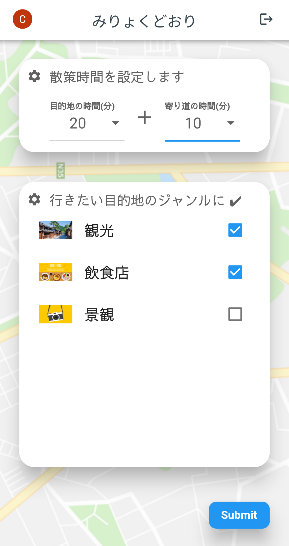 C
みりょくどおり
散策時間を設定します
目的地の時間(分)
寄り道の時間(分)
20
+
10
行きたい目的地のジャンルに ✔
観光
飲食店
景観
Submit